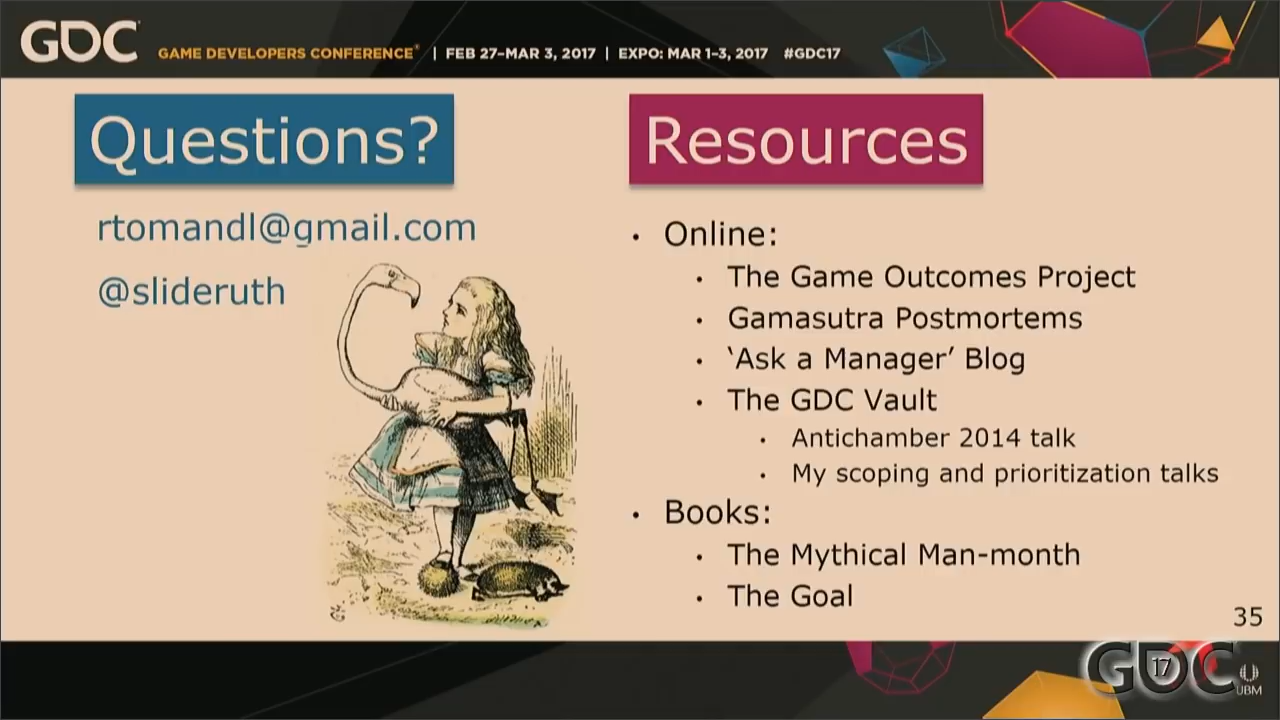 GDC GAME DEVELOPERS CONFERENCE® | FEB 27–MAR 3, 2017 | EXPO: MAR 1–3, 2017 #GDC17
Questions?
rtomandl@gmail.com
@slideruth
Resources
• Online:
• The Game Outcomes Project
• Gamasutra Postmortems
• ‘Ask a Manager’ Blog
• The GDC Vault
• Antichamber 2014 talk
• My scoping and prioritization talks
• Books:
• The Mythical Man-month
• The Goal
35
GDC 17
UBM